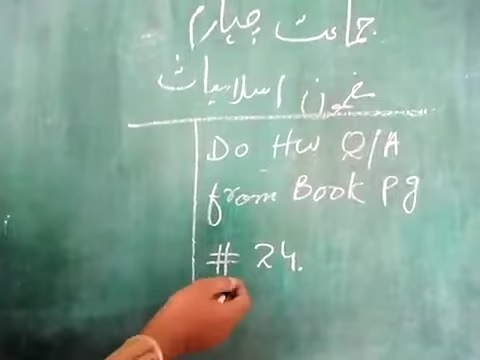 جماعت چہارم
مضمون اسلامیات
Do HW Q/A
from Book Pg
# 24.